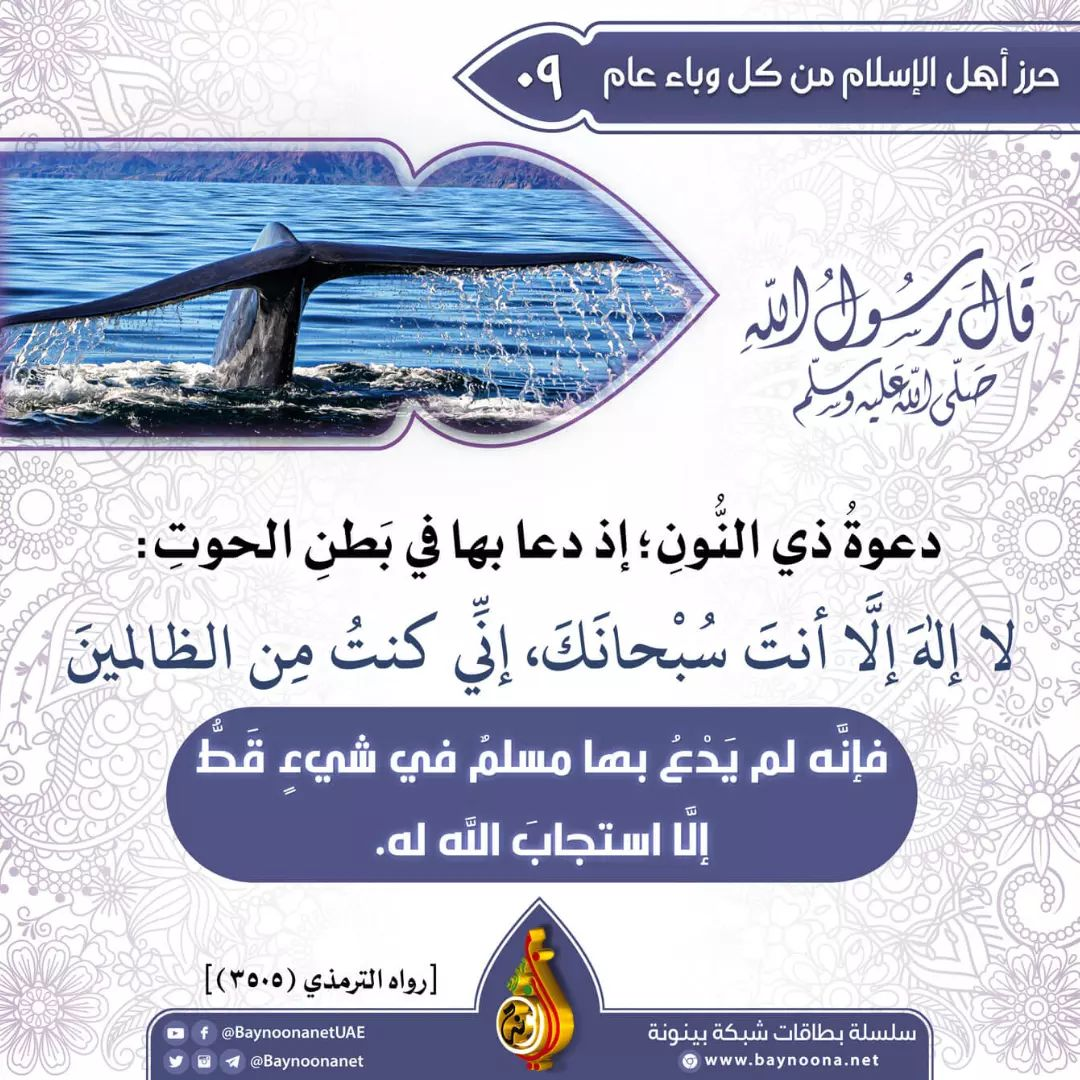 حرز أهل الإسلام من كل وباء عام ٠٩
قَالَ رَسُولُ اللهِ
صَلَّى اللهُ عَلَيْهِ وَسَلَّمَ
دعوةُ ذي النُّونِ؛ إذ دعا بها في بَطنِ الحوتِ:
لا إلهَ إلَّا أنتَ سُبْحانَكَ، إنِّي كنتُ مِن الظالمينَ
فإنَّه لم يَدْعُ بها مسلمٌ في شيءٍ قَطُّ
إلَّا استجابَ اللَّه له.
[رواه الترمذي (٣٥٠٥)]
سلسلة بطاقات شبكة بينونة
www.baynoona.net
@BaynoonanetUAE
@Baynoonanet